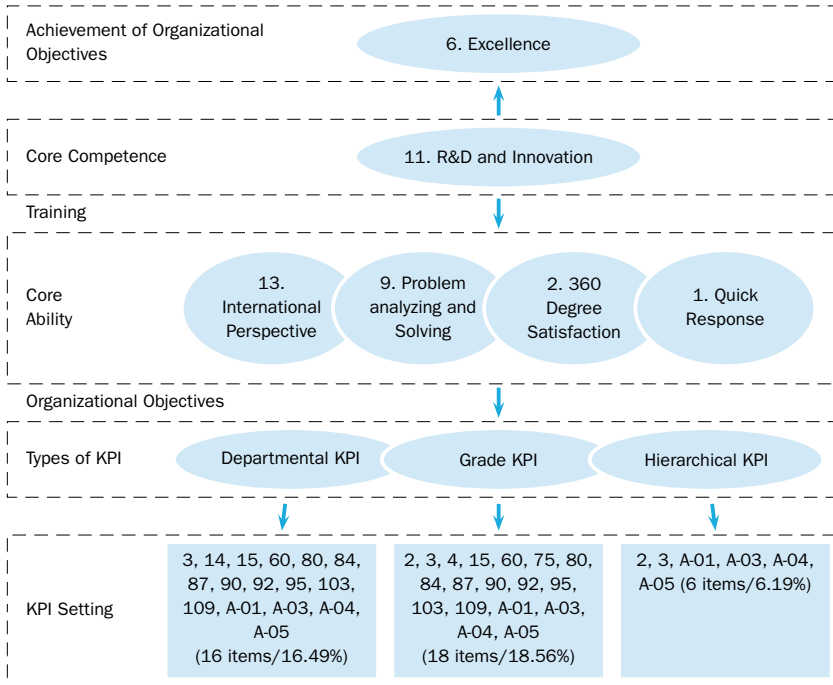 Achievement of Organizational
Objectives
6. Excellence
Core Competence
11. R&D and Innovation
Training
Core
Ability
13.
International
Perspective
9. Problem
analyzing and
Solving
2. 360
Degree
Satisfaction
1. Quick
Response
Organizational Objectives
Types of KPI
Departmental KPI
Grade KPI
Hierarchical KPI
KPI Setting
3, 14, 15, 60, 80, 84,
87, 90, 92, 95, 103,
109, A-01, A-03, A-04,
A-05
(16 items/16.49%)
2, 3, 4, 15, 60, 75, 80,
84, 87, 90, 92, 95,
103, 109, A-01, A-03,
A-04, A-05
(18 items/18.56%)
2, 3, A-01, A-03, A-04,
A-05 (6 items/6.19%)